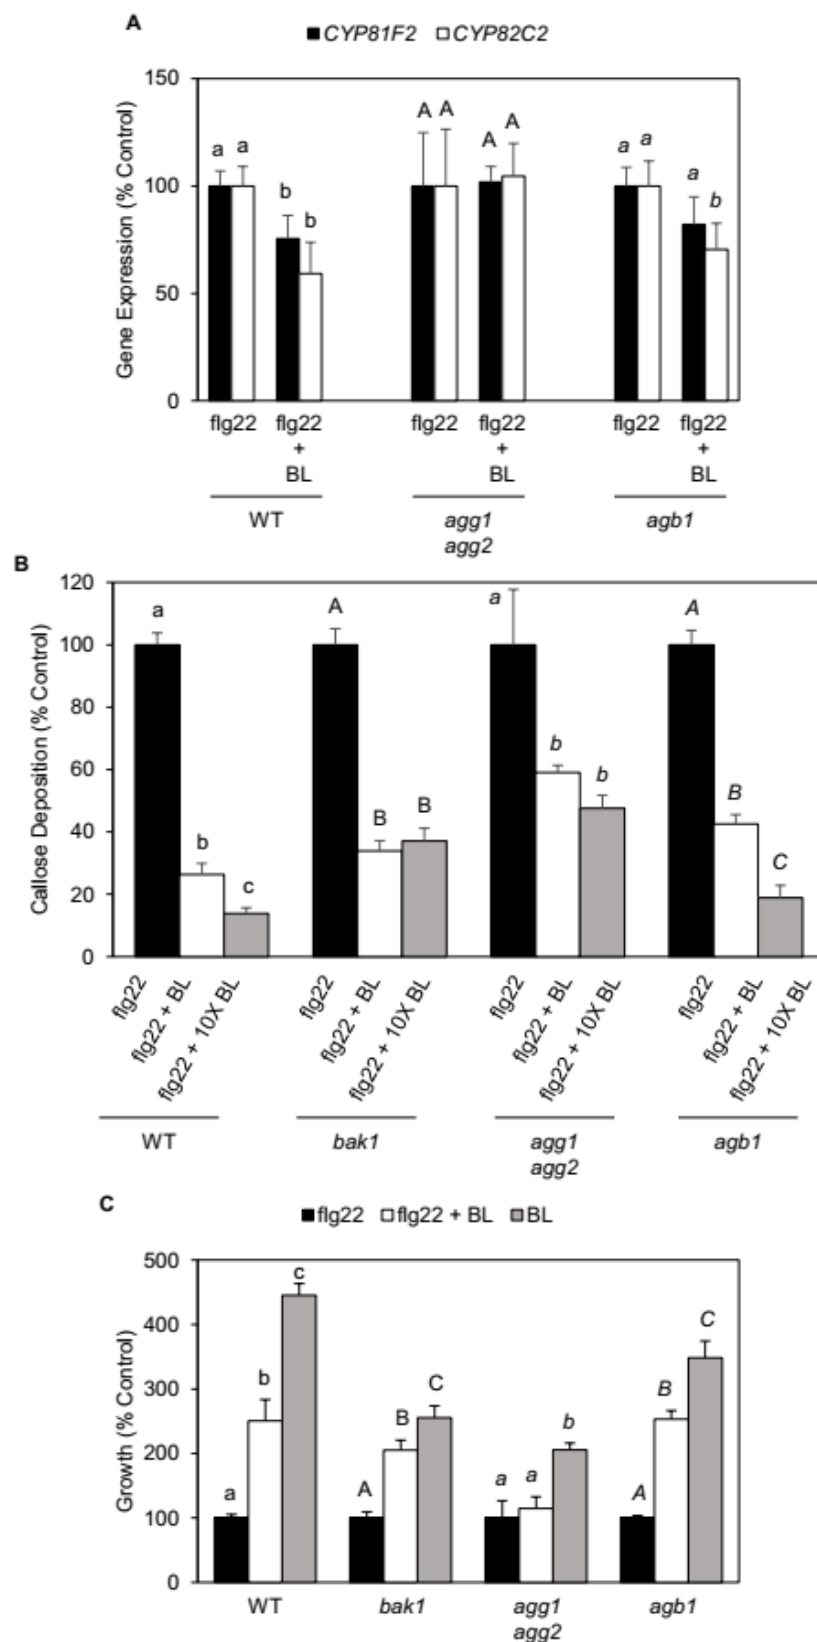 A
CYP81F2 CYP82C2
Gene Expression (% Control)
150
100
50
0
a a b b A A A A a a a b
flg22 flg22 + BL flg22 flg22 + BL flg22 flg22 + BL
WT agg1 agg2 agb1
B
Callose Deposition (% Control)
120
100
80
60
40
20
0
a b c A B B a b b A B C
flg22 flg22 + BL flg22 + 10X BL flg22 flg22 + BL flg22 + 10X BL flg22 flg22 + BL flg22 + 10X BL flg22 flg22 + BL flg22 + 10X BL
WT bak1 agg1 agg2 agb1
C
flg22 flg22 + BL BL
Growth (% Control)
500
400
300
200
100
0
a b c A B C a a b A B C
WT bak1 agg1 agg2 agb1